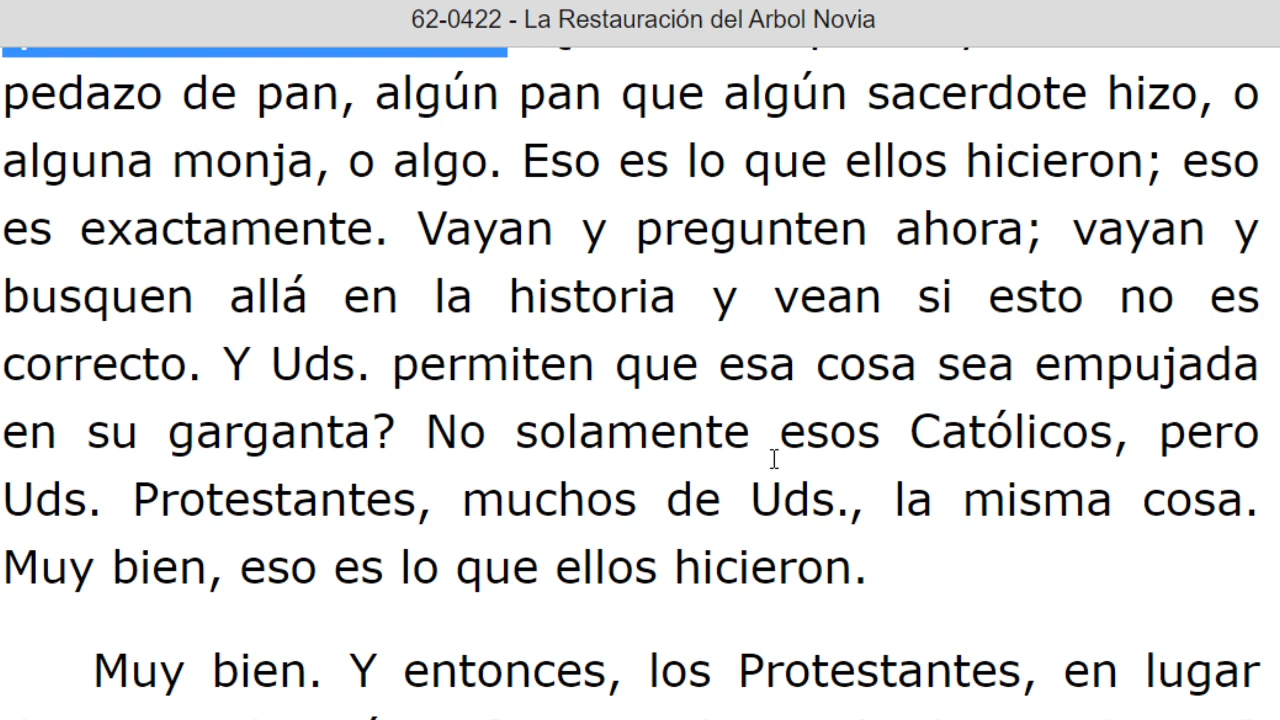 62-0422 - La Restauración del Arbol Novia
pedazo de pan, algún pan que algún sacerdote hizo, o
alguna monja, o algo. Eso es lo que ellos hicieron; eso
es exactamente. Vayan y pregunten ahora; vayan y
busquen allá en la historia y vean si esto no es
correcto. Y Uds. permiten que esa cosa sea empujada
en su garganta? No solamente esos Católicos, pero
Uds. Protestantes, muchos de Uds., la misma cosa.
Muy bien, eso es lo que ellos hicieron.
Muy bien. Y entonces, los Protestantes, en lugar